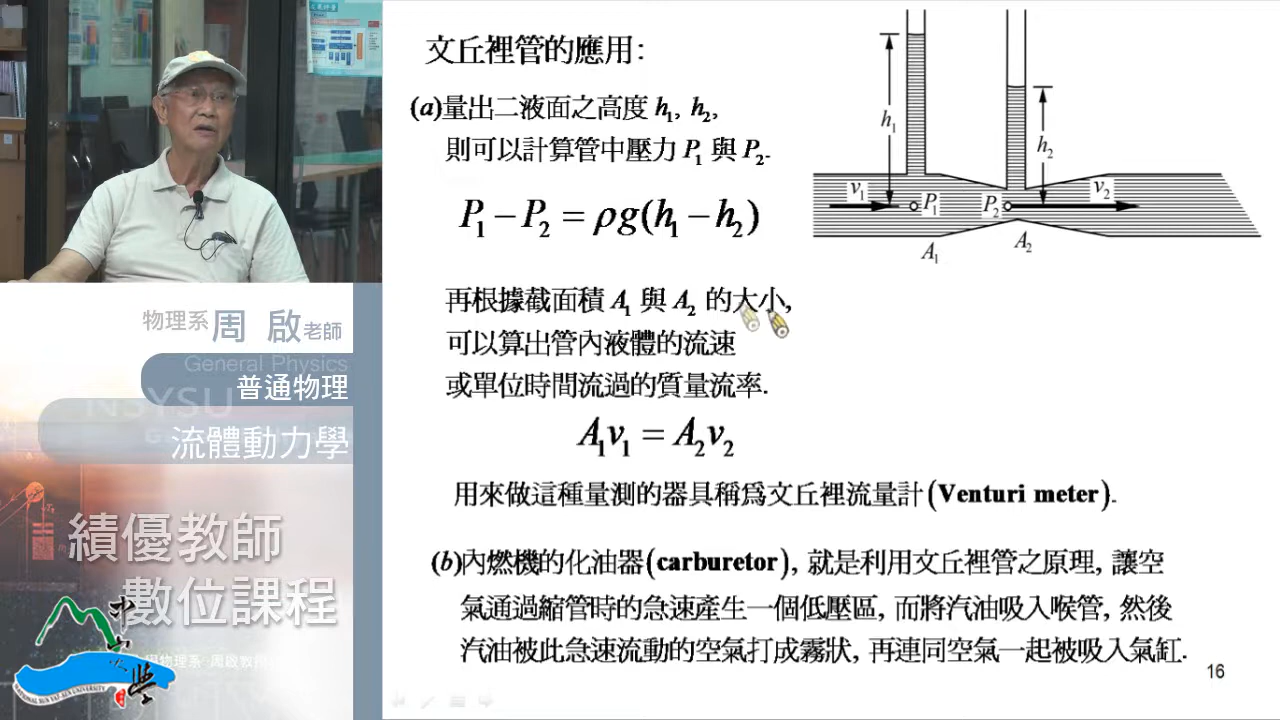 文丘裡管的應用:
(a)量出二液面之高度 h₁, h₂,
則可以計算管中壓力 P₁ 與 P₂.
P₁ − P₂ = ρg(h₁ − h₂)
再根據截面積 A₁ 與 A₂ 的大小,
可以算出管內液體的流速
或單位時間流過的質量流率.
A₁v₁ = A₂v₂
用來做這種量測的器具稱爲文丘裡流量計(Venturi meter).
(b)內燃機的化油器(carburetor), 就是利用文丘裡管之原理, 讓空
氣通過縮管時的急速產生一個低壓區, 而將汽油吸入喉管, 然後
汽油被此急速流動的空氣打成霧狀, 再連同空氣一起被吸入氣缸.
h₁
h₂
v₁
P₁
P₂
v₂
A₁
A₂
16
物理系 周 啟 老師
General Physics
普通物理
NSYSU
流體動力學
績優教師
數位課程